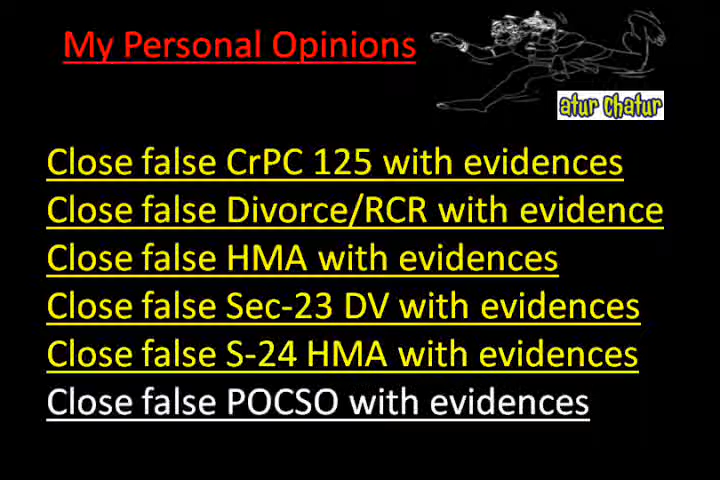 My Personal Opinions
atur Chatur
Close false CrPC 125 with evidences
Close false Divorce/RCR with evidence
Close false HMA with evidences
Close false Sec-23 DV with evidences
Close false S-24 HMA with evidences
Close false POCSO with evidences